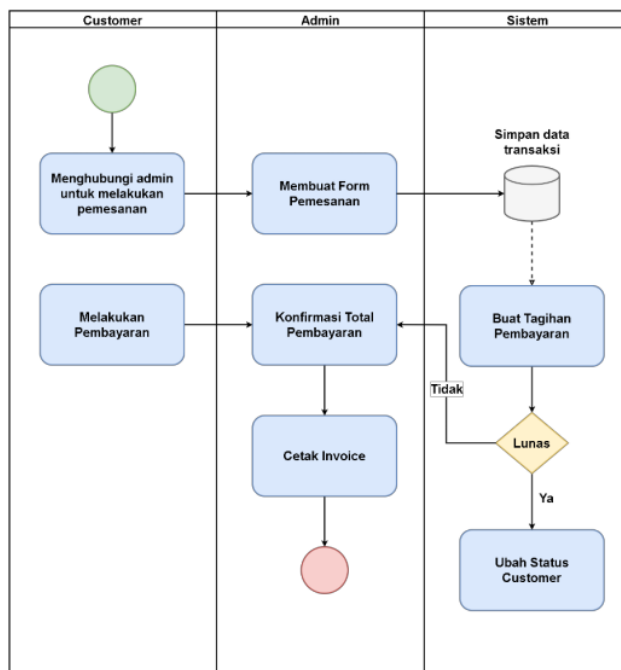 Customer
Admin
Sistem
Simpan data
transaksi
Menghubungi admin
untuk melakukan
pemesanan
Membuat Form
Pemesanan
Melakukan
Pembayaran
Konfirmasi Total
Pembayaran
Buat Tagihan
Pembayaran
Tidak
Cetak Invoice
Lunas
Ya
Ubah Status
Customer